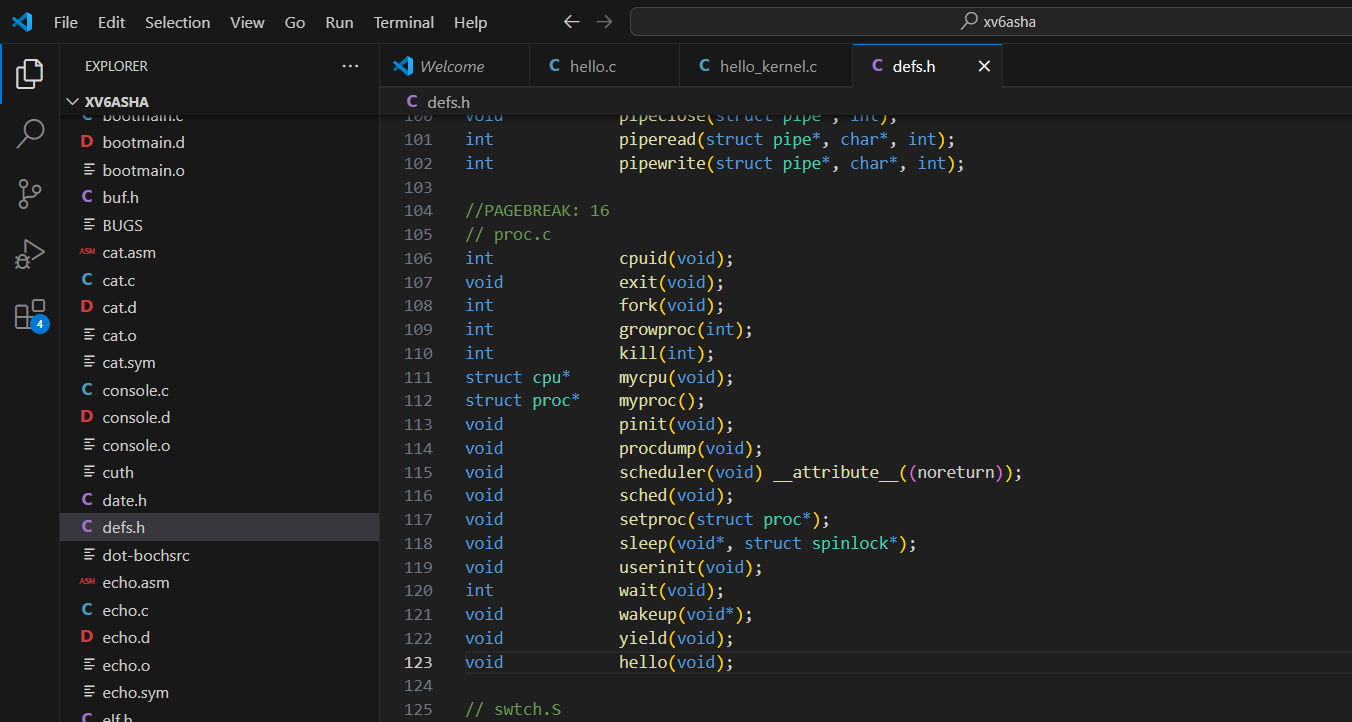 File Edit Selection View Go Run Terminal Help
xv6asha
EXPLORER
XV6ASHA
bootmain.c
D bootmain.d
bootmain.o
C buf.h
BUGS
ASM cat.asm
C cat.c
D cat.d
cat.o
cat.sym
C console.c
D console.d
console.o
cuth
C date.h
C defs.h
dot-bochsrc
ASM echo.asm
C echo.c
D echo.d
echo.o
echo.sym
C elf.h
4
Welcome
C hello.c
C hello_kernel.c
C defs.h
C defs.h
100 void pipeclose(struct pipe*, int);
101 int piperead(struct pipe*, char*, int);
102 int pipewrite(struct pipe*, char*, int);
103
104 //PAGEBREAK: 16
105 // proc.c
106 int cpuid(void);
107 void exit(void);
108 int fork(void);
109 int growproc(int);
110 int kill(int);
111 struct cpu* mycpu(void);
112 struct proc* myproc();
113 void pinit(void);
114 void procdump(void);
115 void scheduler(void) __attribute__((noreturn));
116 void sched(void);
117 void setproc(struct proc*);
118 void sleep(void*, struct spinlock*);
119 void userinit(void);
120 int wait(void);
121 void wakeup(void*);
122 void yield(void);
123 void hello(void);
124
125 // swtch.S